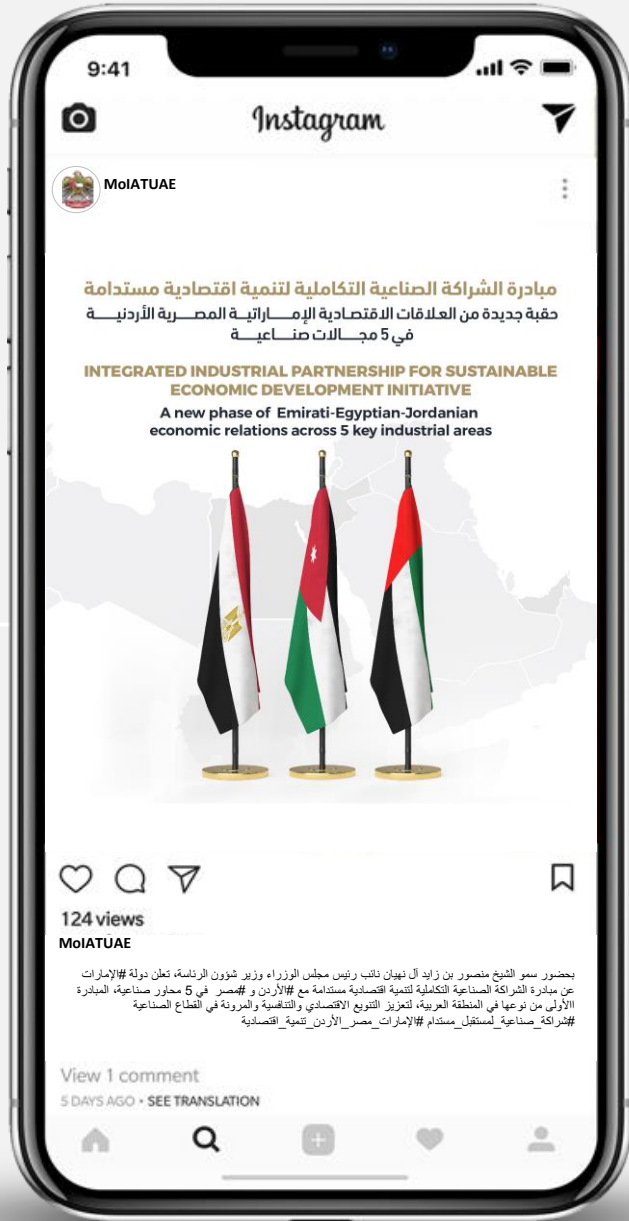 9:41
Instagram
MoIATUAE
مبادرة الشراكة الصناعية التكاملية لتنمية اقتصادية مستدامة
حقبة جديدة من العلاقات الاقتصادية الإمـــــاراتيــة المصــــرية الأردنيـــــة
في 5 مجـــالات صنـــاعيـــــة
INTEGRATED INDUSTRIAL PARTNERSHIP FOR SUSTAINABLE
ECONOMIC DEVELOPMENT INITIATIVE
A new phase of Emirati-Egyptian-Jordanian
economic relations across 5 key industrial areas
124 views
MoIATUAE
بحضور سمو الشيخ منصور بن زايد آل نهيان نائب رئيس مجلس الوزراء وزير شؤون الرئاسة، تعلن دولة #الإمارات
عن مبادرة الشراكة الصناعية التكاملية لتنمية اقتصادية مستدامة مع #الأردن و #مصر في 5 محاور صناعية، المبادرة
االأولى من نوعها في المنطقة العربية، لتعزيز التنويع الاقتصادي والتنافسية والمرونة في القطاع الصناعية
#شراكة_صناعية_لمستقبل_مستدام #الإمارات_مصر_الأردن_تنمية_اقتصادية
View 1 comment
5 DAYS AGO • SEE TRANSLATION